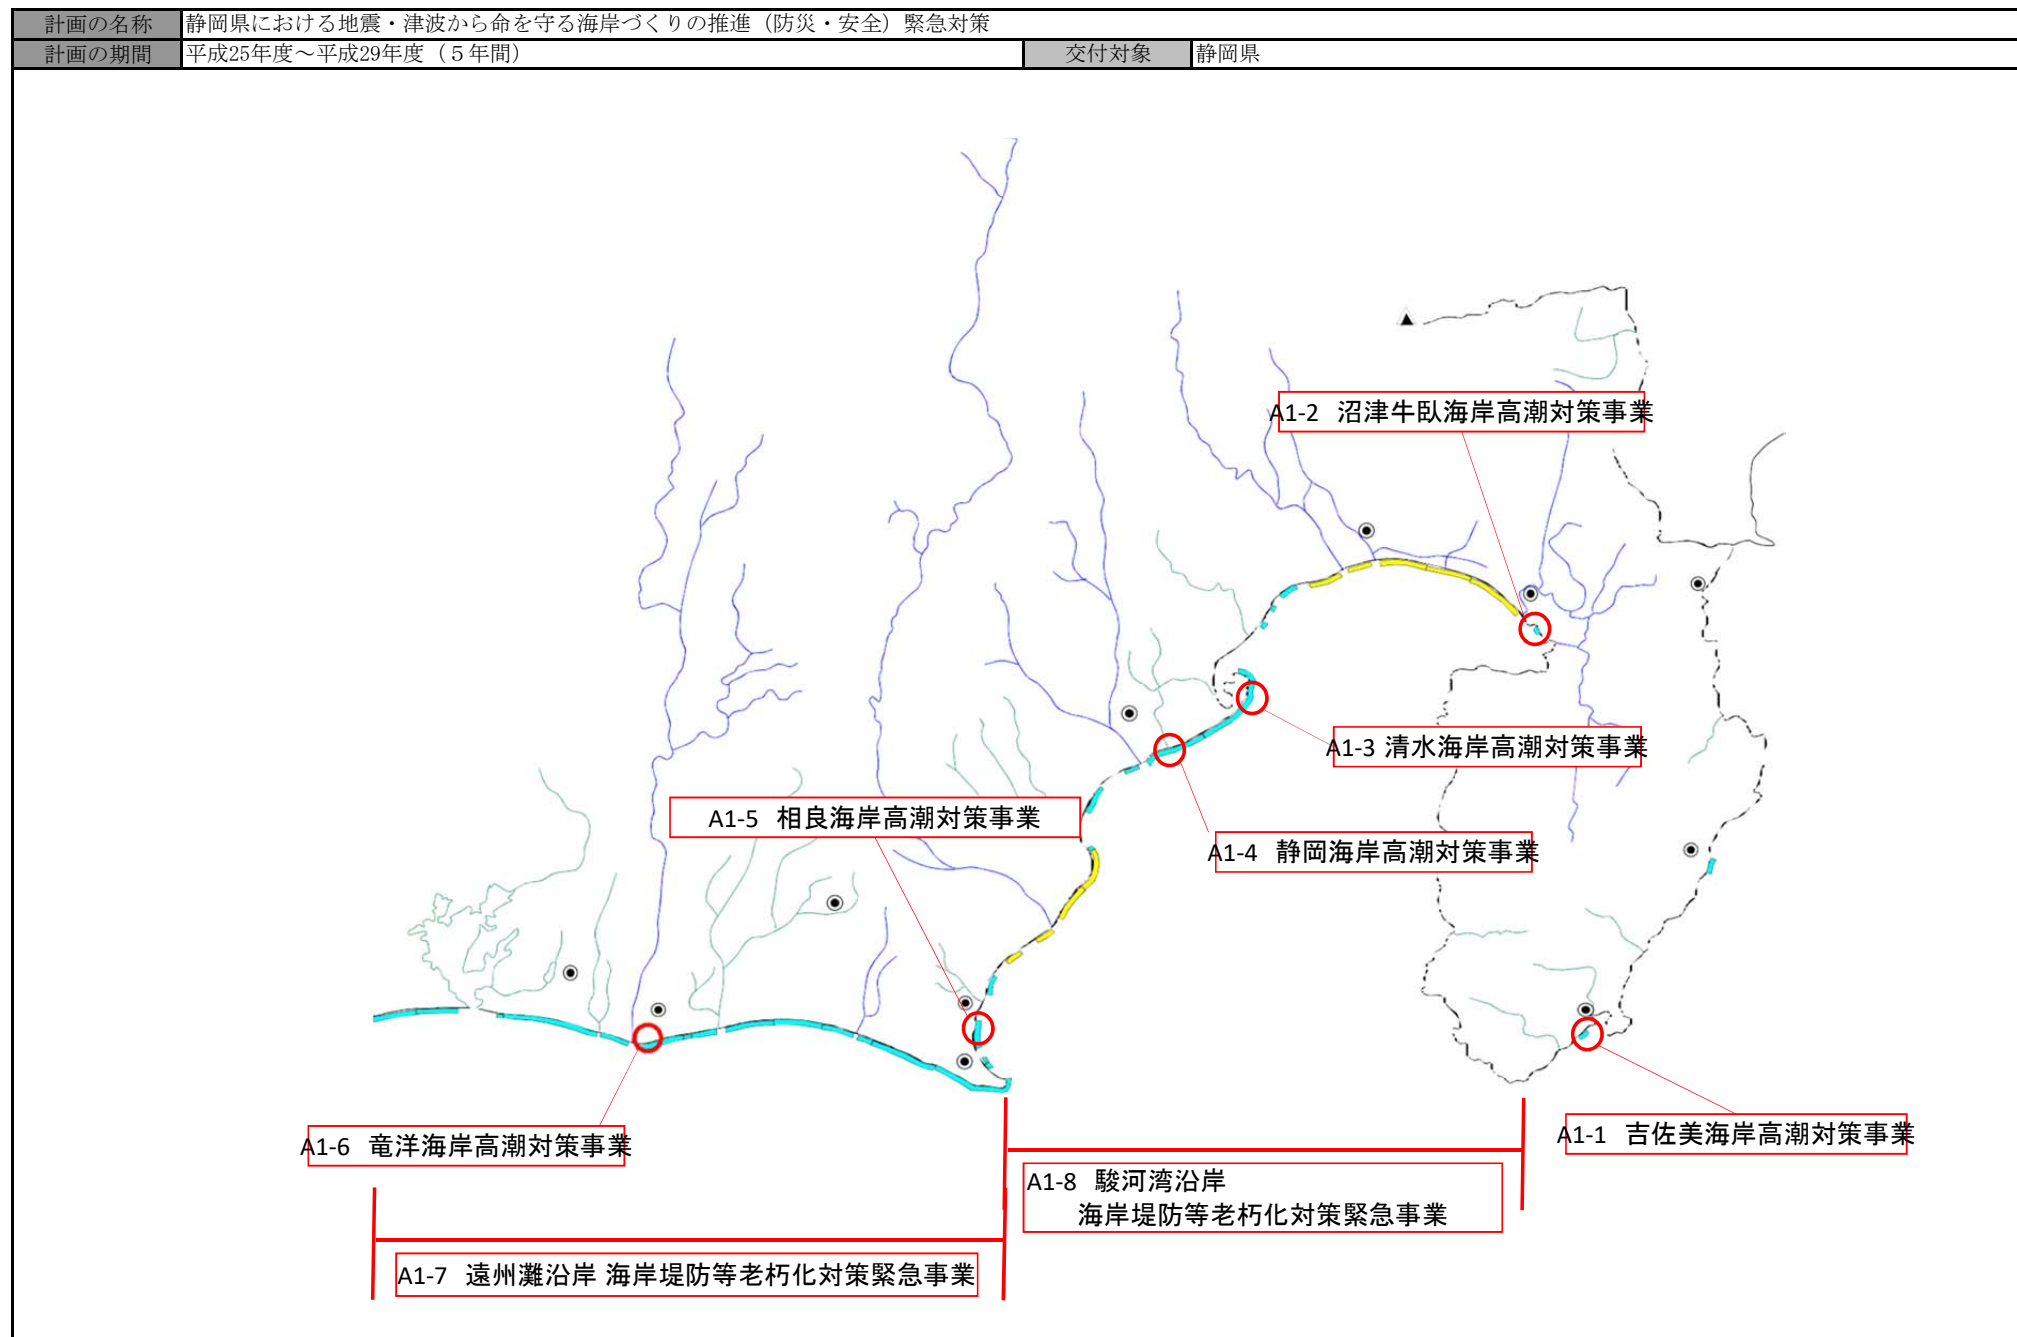 計画の名称 静岡県における地震・津波から命を守る海岸づくりの推進（防災・安全）緊急対策
計画の期間 平成25年度～平成29年度（５年間） 交付対象 静岡県
A1-2 沼津牛臥海岸高潮対策事業
A1-3 清水海岸高潮対策事業
A1-5 相良海岸高潮対策事業
A1-4 静岡海岸高潮対策事業
A1-6 竜洋海岸高潮対策事業
A1-1 吉佐美海岸高潮対策事業
A1-8 駿河湾沿岸
海岸堤防等老朽化対策緊急事業
A1-7 遠州灘沿岸 海岸堤防等老朽化対策緊急事業